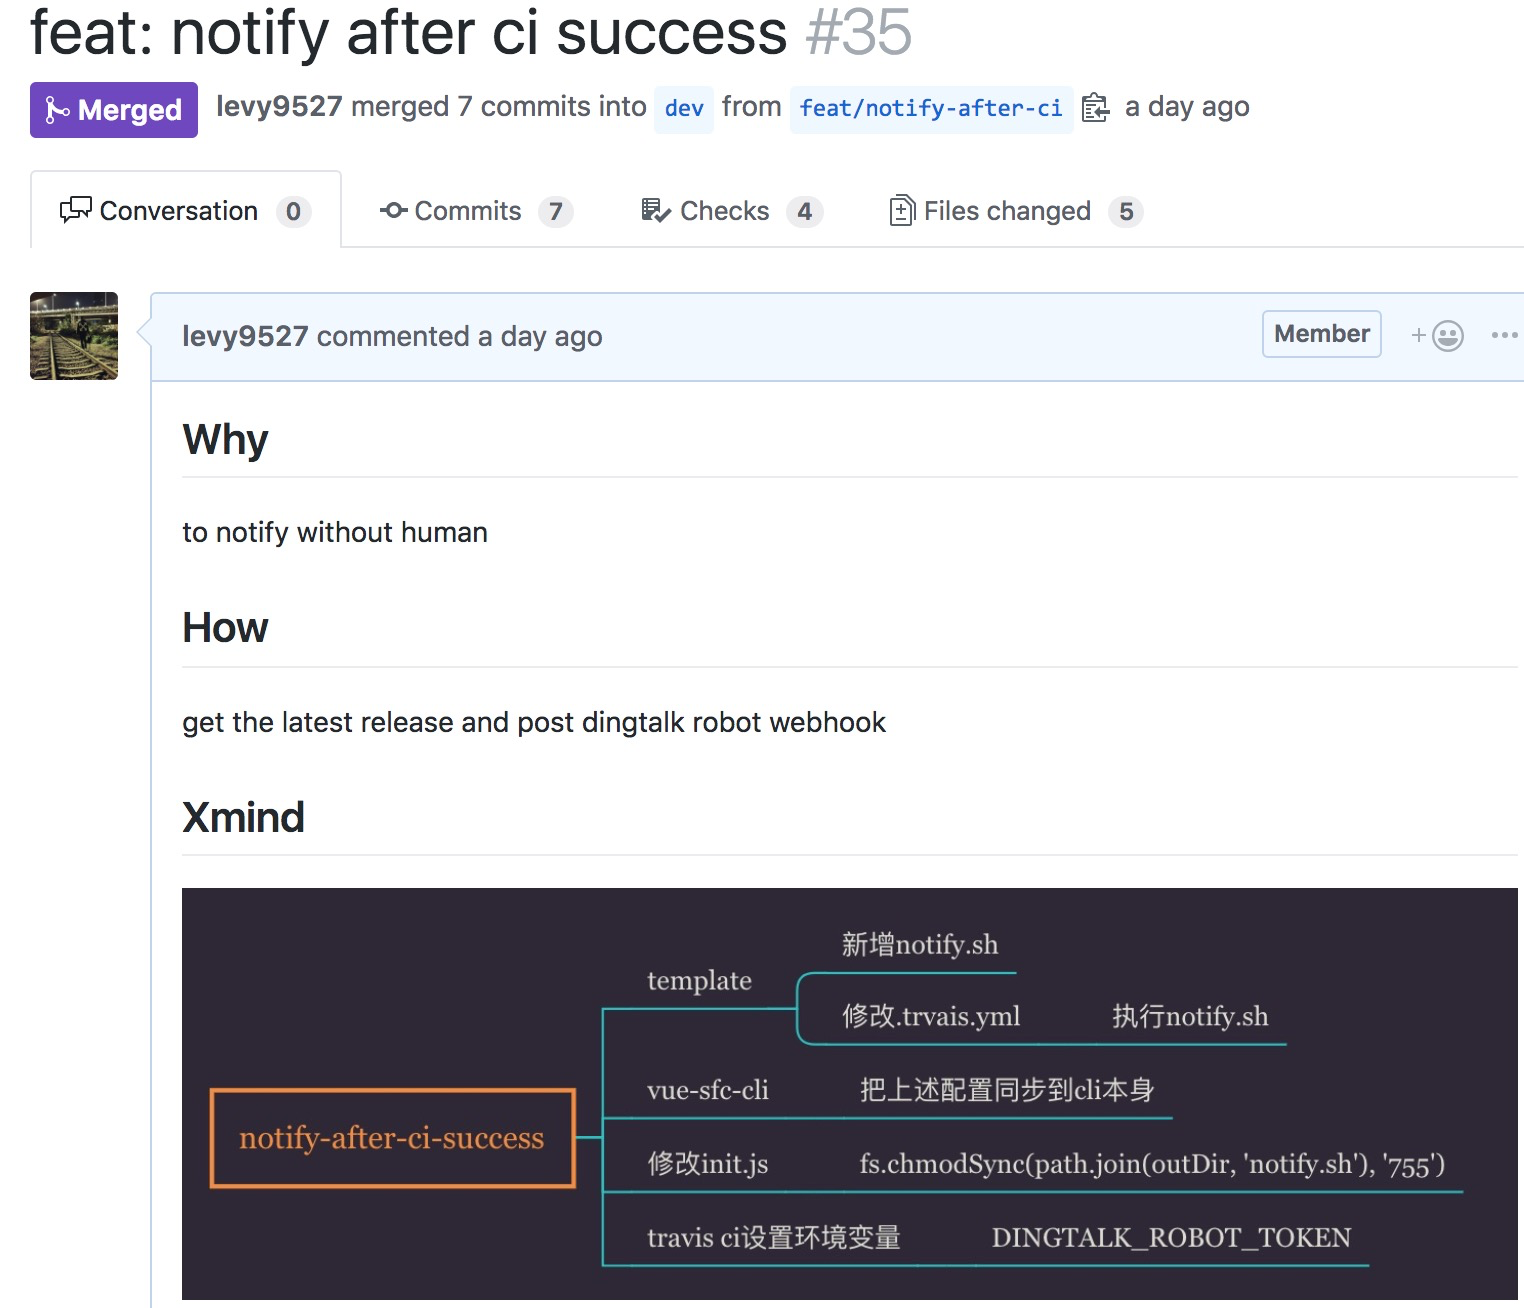 feat: notify after ci success #35
Merged levy9527 merged 7 commits into dev from feat/notify-after-ci a day ago
Conversation 0 Commits 7 Checks 4 Files changed 5
levy9527 commented a day ago Member
Why
to notify without human
How
get the latest release and post dingtalk robot webhook
Xmind
新增notify.sh
template
修改.trvais.yml 执行notify.sh
vue-sfc-cli 把上述配置同步到cli本身
notify-after-ci-success
修改init.js fs.chmodSync(path.join(outDir, 'notify.sh'), '755')
travis ci设置环境变量 DINGTALK_ROBOT_TOKEN